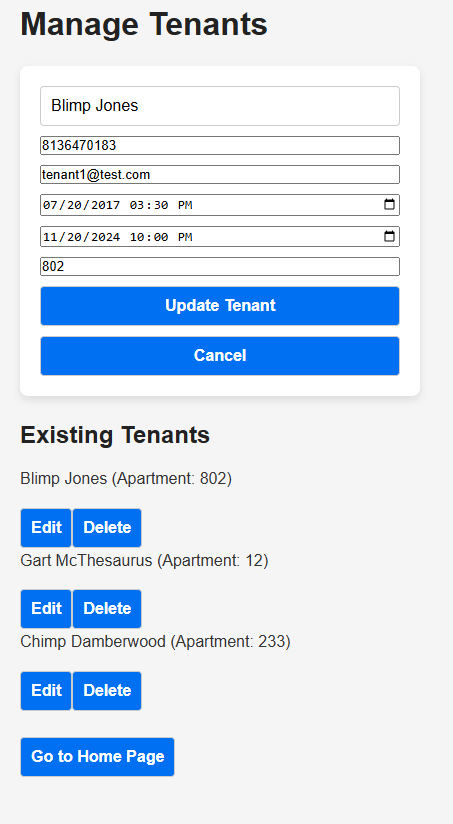 Manage Tenants
Blimp Jones
8136470183
tenant1@test.com
07/20/2017 03:30 PM
11/20/2024 10:00 PM
802
Update Tenant
Cancel
Existing Tenants
Blimp Jones (Apartment: 802)
Edit Delete
Gart McThesaurus (Apartment: 12)
Edit Delete
Chimp Damberwood (Apartment: 233)
Edit Delete
Go to Home Page